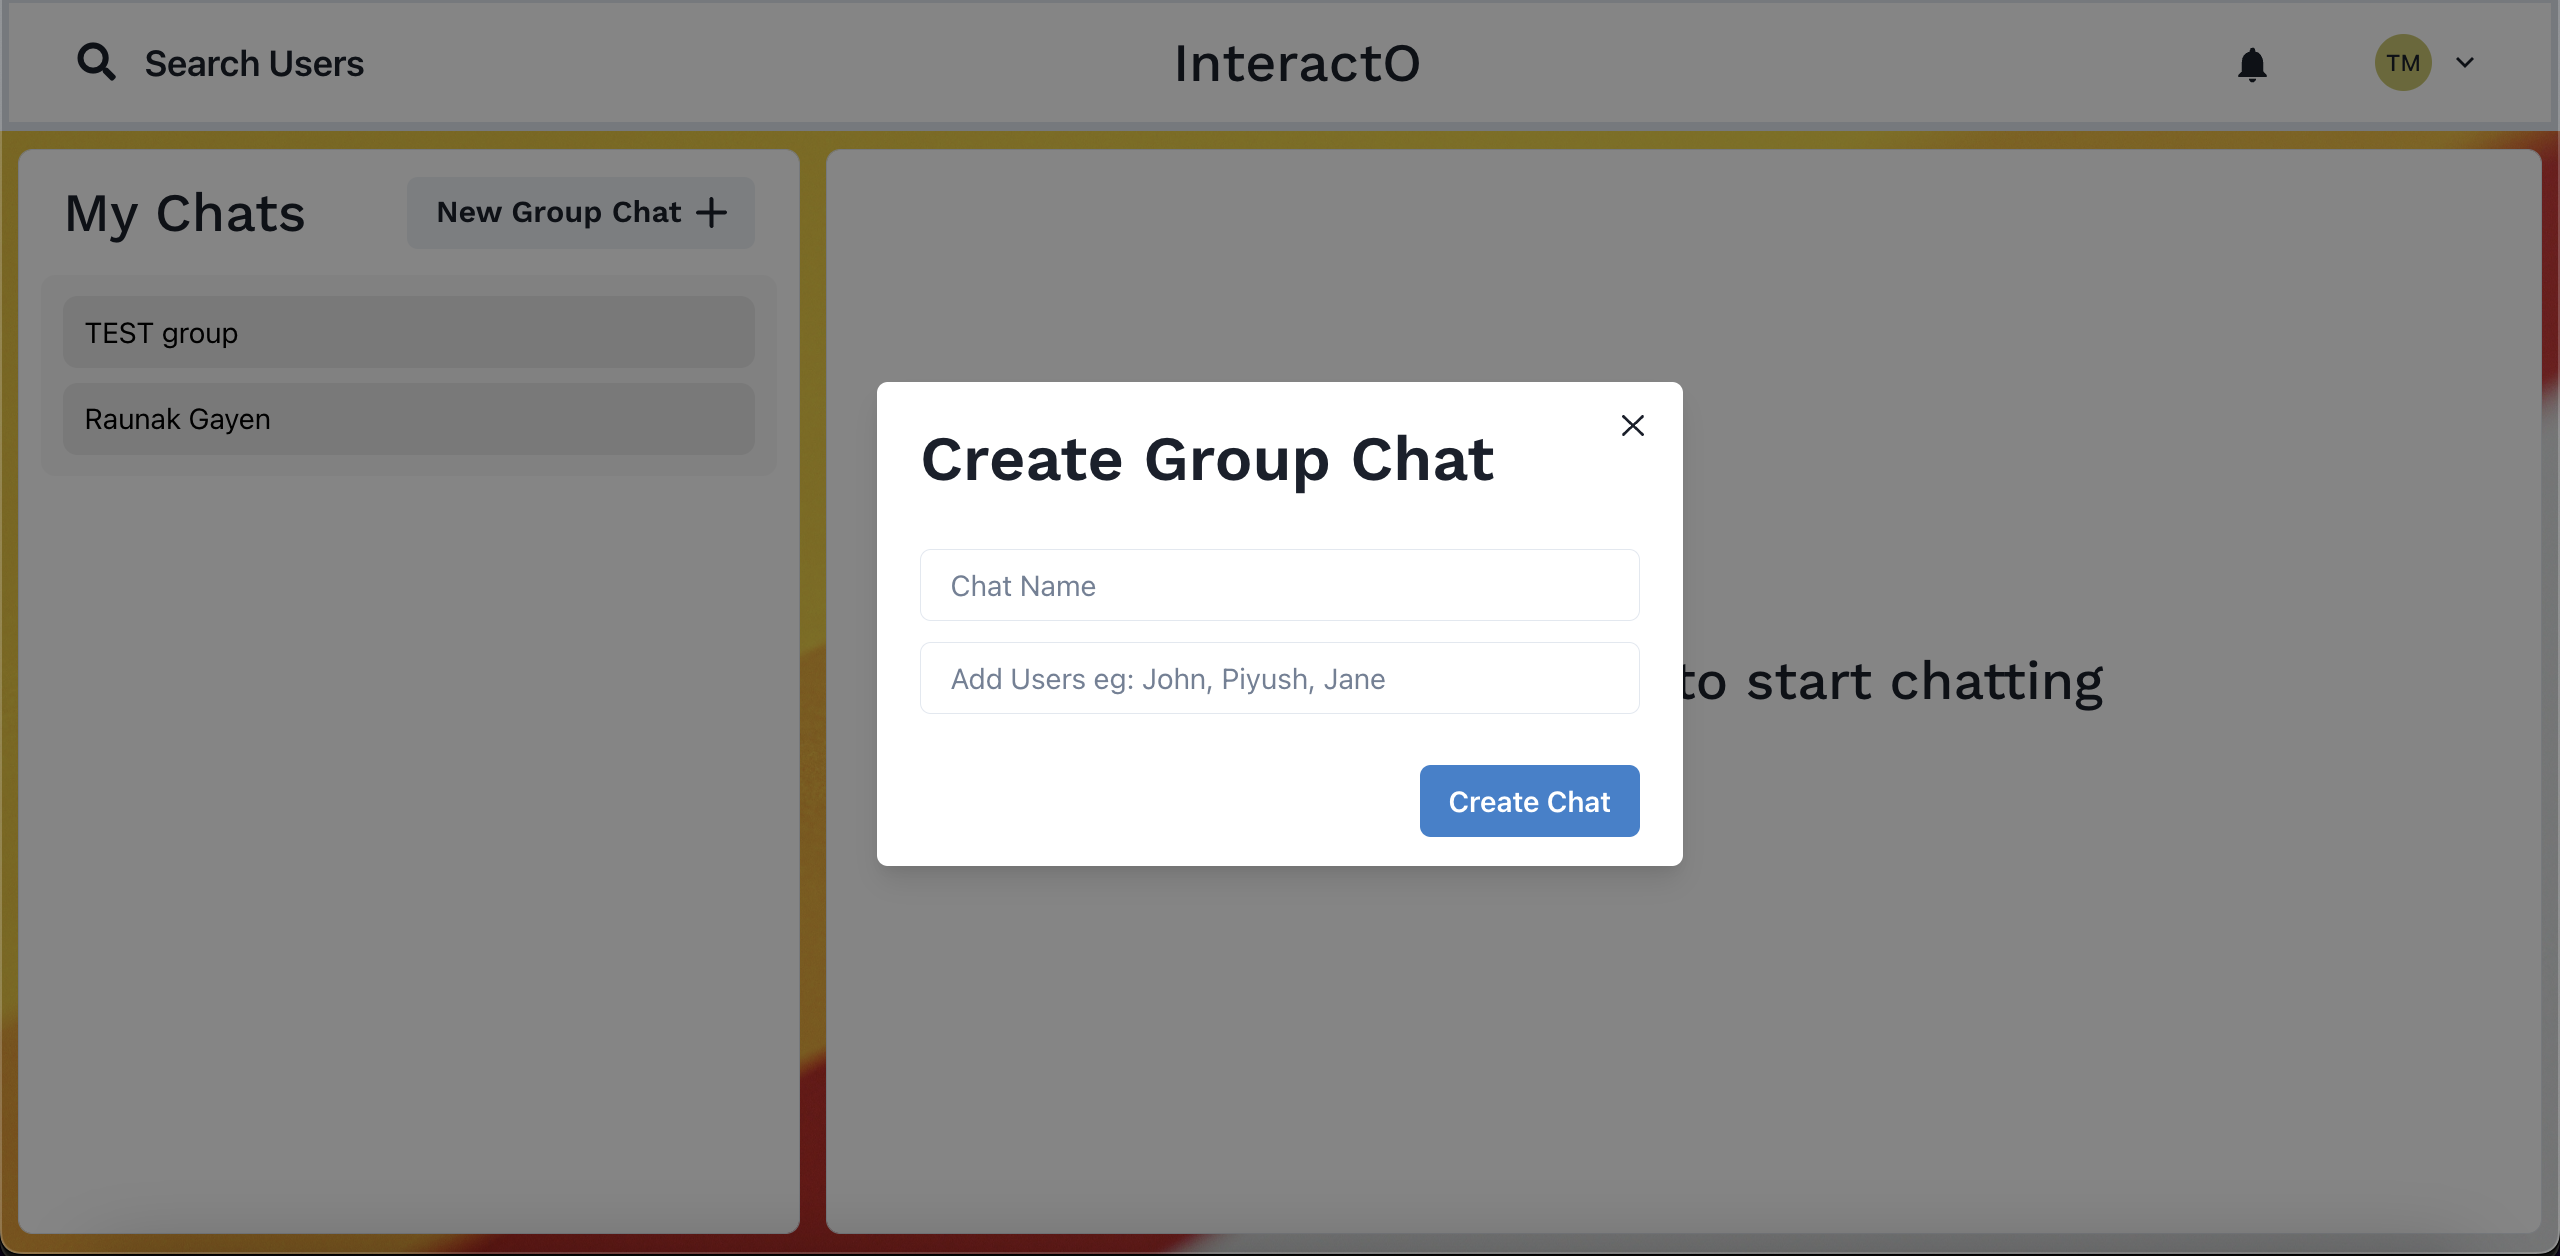 Search Users
InteractO
TM
My Chats
New Group Chat
TEST group
Raunak Gayen
Create Group Chat
Chat Name
Add Users eg: John, Piyush, Jane
to start chatting
Create Chat